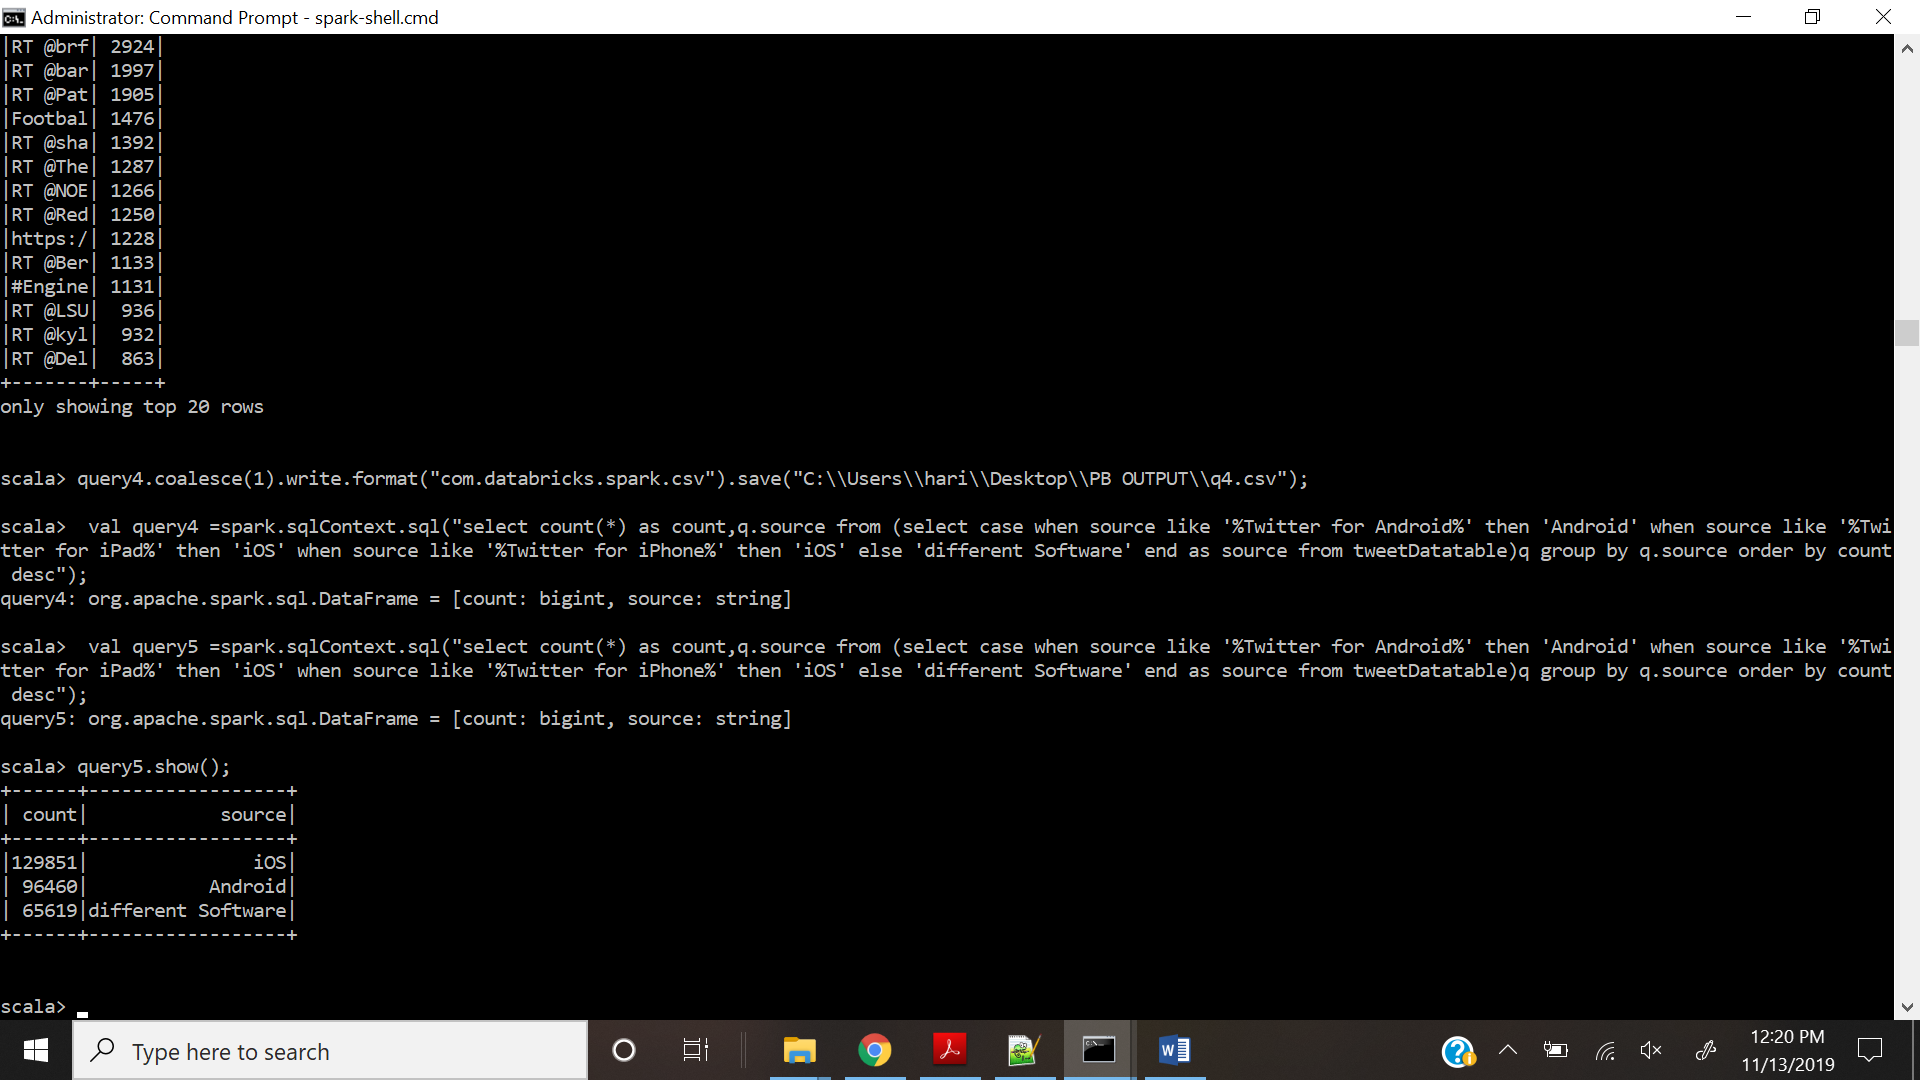 Administrator: Command Prompt - spark-shell.cmd
|RT @brf| 2924|
|RT @bar| 1997|
|RT @Pat| 1905|
|Footbal| 1476|
|RT @sha| 1392|
|RT @The| 1287|
|RT @NOE| 1266|
|RT @Red| 1250|
|https:/| 1228|
|RT @Ber| 1133|
|#Engine| 1131|
|RT @LSU|  936|
|RT @kyl|  932|
|RT @Del|  863|
+-------+-----+
only showing top 20 rows
scala> query4.coalesce(1).write.format("com.databricks.spark.csv").save("C:\\Users\\hari\\Desktop\\PB OUTPUT\\q4.csv");
scala>  val query4 =spark.sqlContext.sql("select count(*) as count,q.source from (select case when source like '%Twitter for Android%' then 'Android' when source like '%Twi
tter for iPad%' then 'iOS' when source like '%Twitter for iPhone%' then 'iOS' else 'different Software' end as source from tweetDatatable)q group by q.source order by count
 desc");
query4: org.apache.spark.sql.DataFrame = [count: bigint, source: string]
scala>  val query5 =spark.sqlContext.sql("select count(*) as count,q.source from (select case when source like '%Twitter for Android%' then 'Android' when source like '%Twi
tter for iPad%' then 'iOS' when source like '%Twitter for iPhone%' then 'iOS' else 'different Software' end as source from tweetDatatable)q group by q.source order by count
 desc");
query5: org.apache.spark.sql.DataFrame = [count: bigint, source: string]
scala> query5.show();
+------+------------------+
| count|            source|
+------+------------------+
|129851|               iOS|
| 96460|           Android|
| 65619|different Software|
+------+------------------+
scala>
Type here to search
12:20 PM
11/13/2019